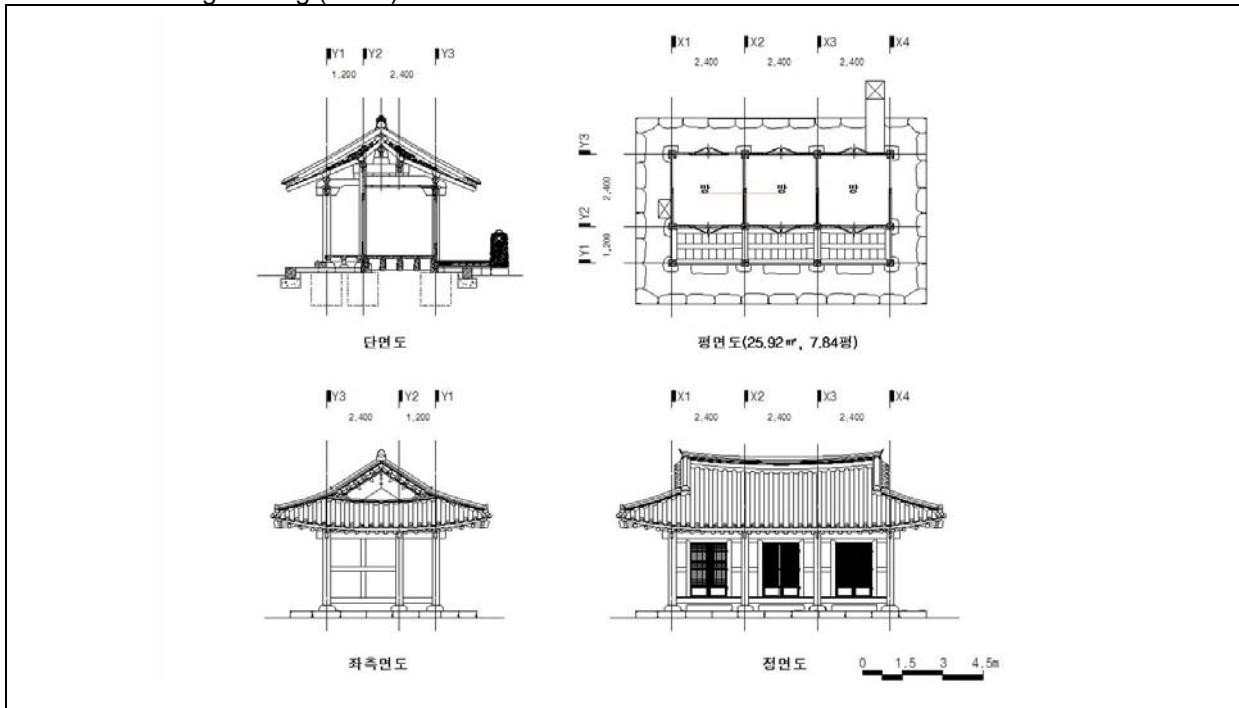 Y1 Y2 Y3
1,200 2,400
단면도
X1 X2 X3 X4
2,400 2,400 2,400
Y3
2,400
Y2
1,200
Y1
방 방 방
평면도(25.92㎡, 7.84평)
Y3 Y2 Y1
2,400 1,200
좌측면도
X1 X2 X3 X4
2,400 2,400 2,400
정면도
0 1.5 3 4.5m